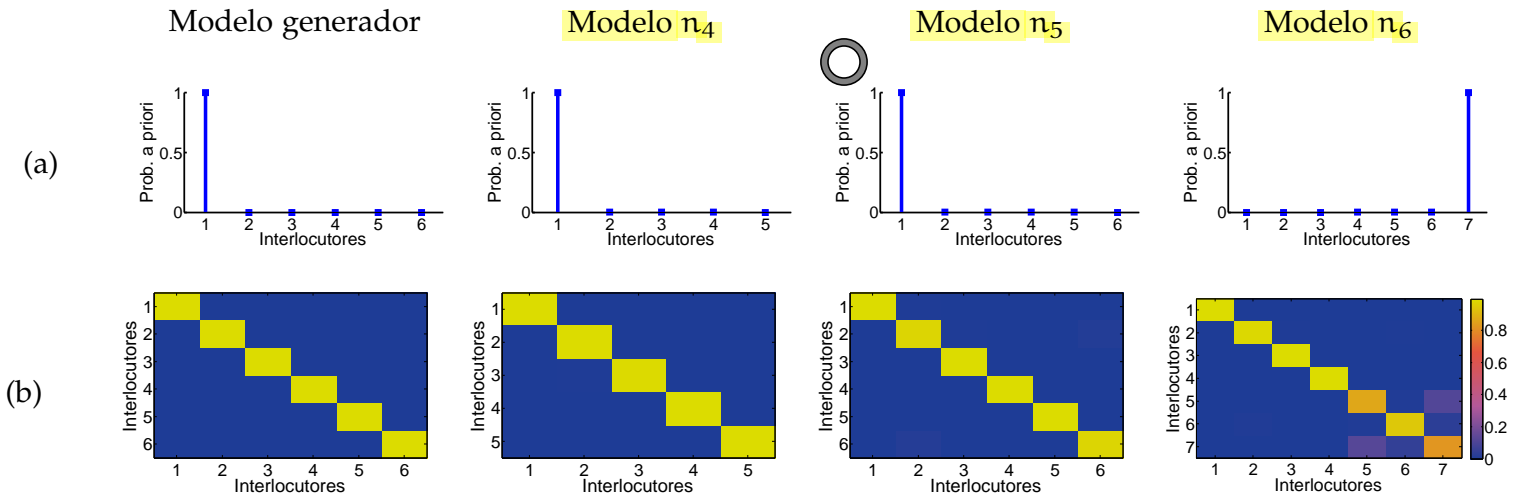 Modelo generador
Modelo n4
Modelo n5
Modelo n6
(a)
Prob. a priori
1
0.5
0
1 2 3 4 5 6
Interlocutores
Prob. a priori
1
0.5
0
1 2 3 4 5
Interlocutores
Prob. a priori
1
0.5
0
1 2 3 4 5 6
Interlocutores
Prob. a priori
1
0.5
0
1 2 3 4 5 6 7
Interlocutores
(b)
Interlocutores
1
2
3
4
5
6
1 2 3 4 5 6
Interlocutores
Interlocutores
1
2
3
4
5
1 2 3 4 5
Interlocutores
Interlocutores
1
2
3
4
5
6
1 2 3 4 5 6
Interlocutores
Interlocutores
1
2
3
4
5
6
7
1 2 3 4 5 6 7
Interlocutores
0.8
0.6
0.4
0.2
0